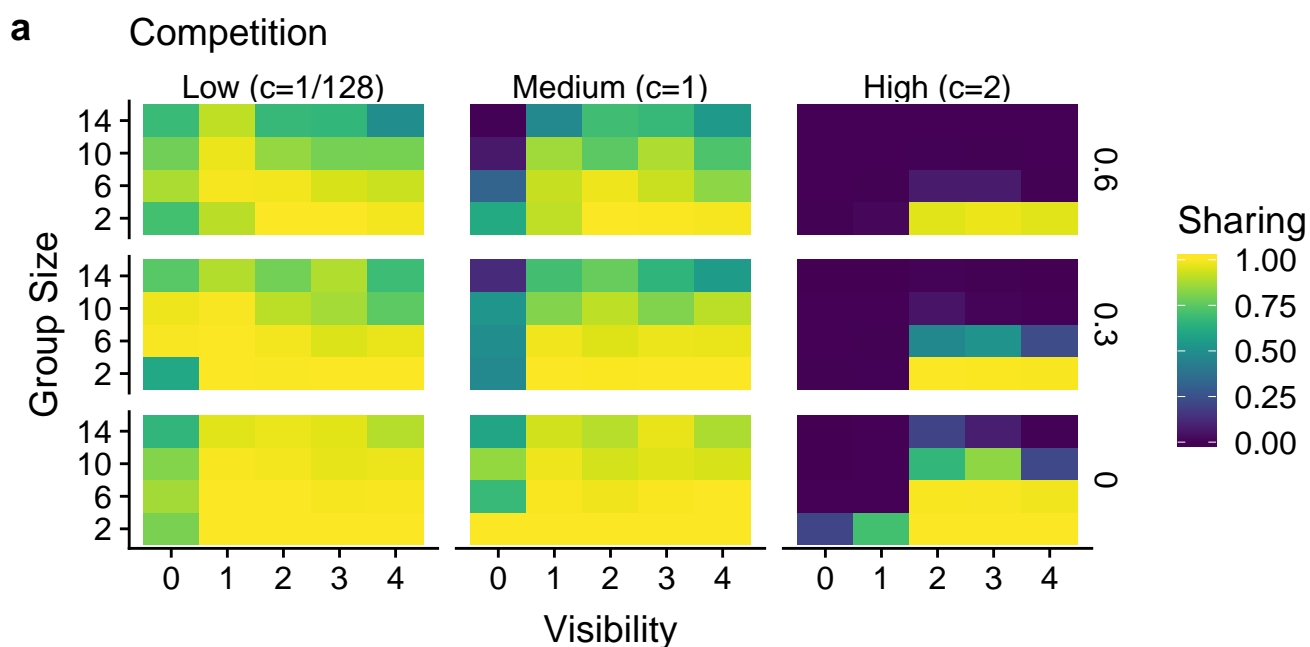 a
Competition
Low (c=1/128)
Medium (c=1)
High (c=2)
Group Size
14
10
6
2
0.6
14
10
6
2
0.3
14
10
6
2
0
0 1 2 3 4
0 1 2 3 4
0 1 2 3 4
Visibility
Sharing
1.00
0.75
0.50
0.25
0.00